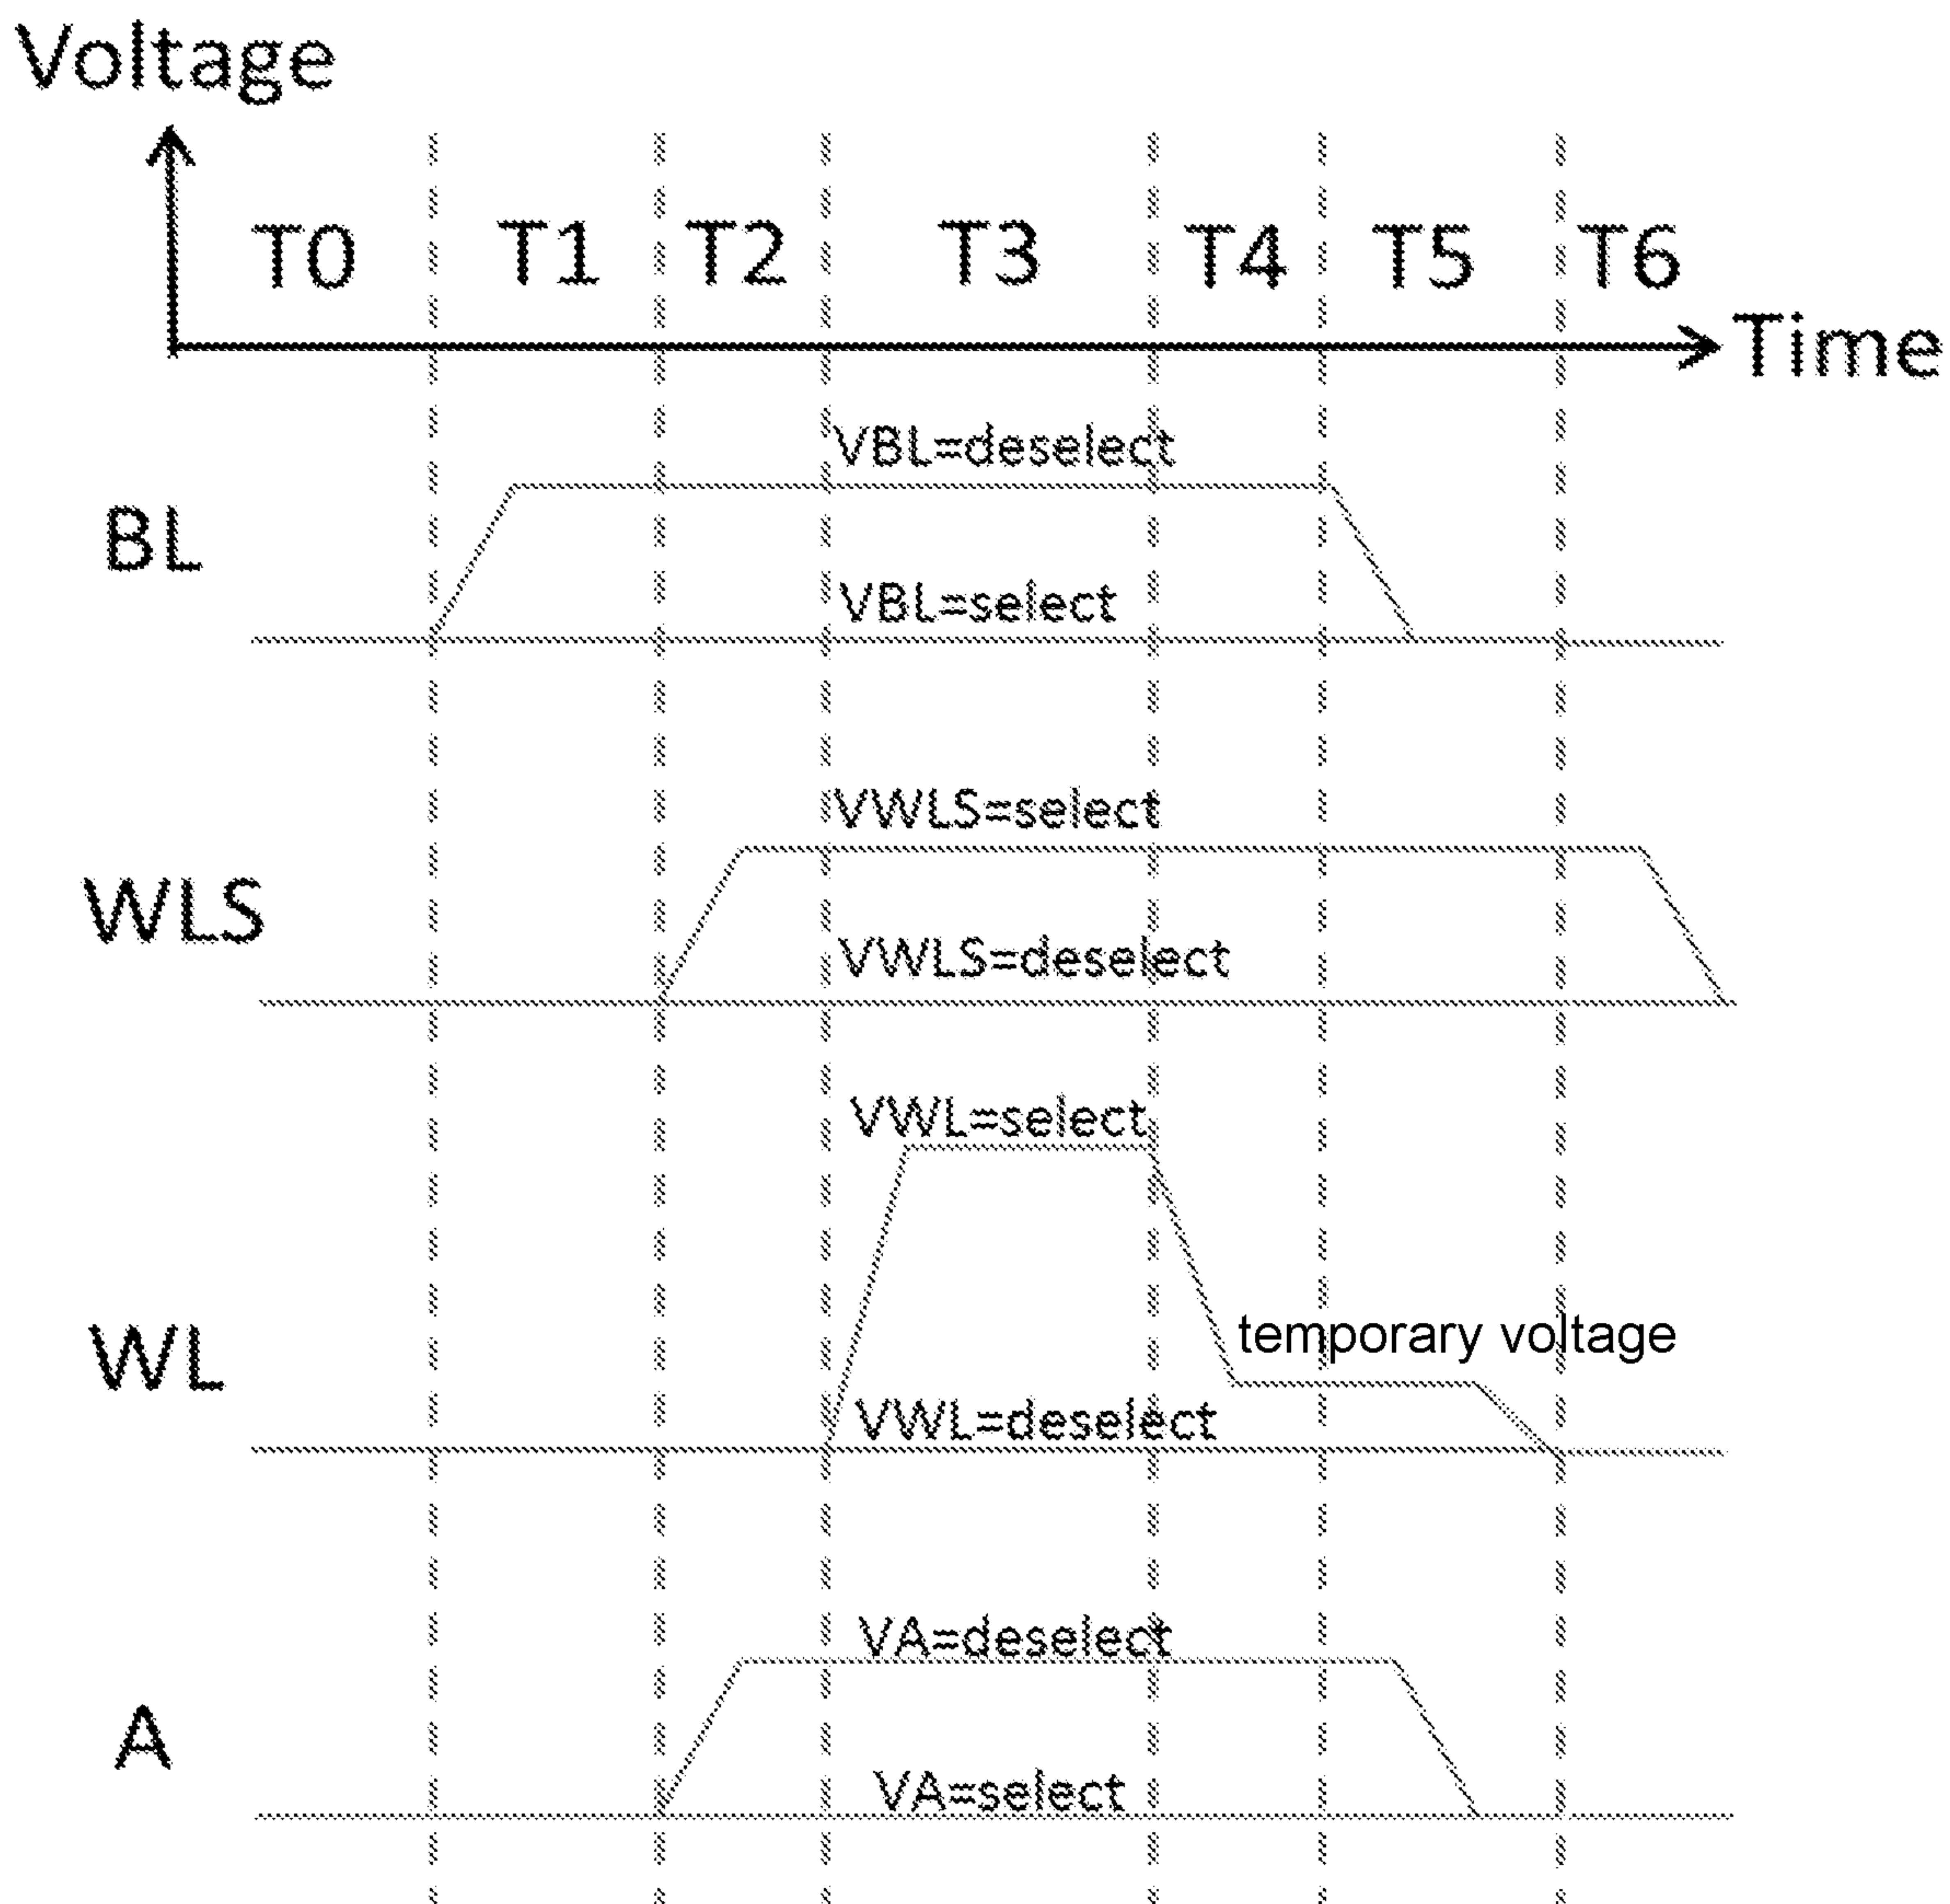 Voltage
T0 T1 T2 T3 T4 T5 T6
Time
VBL=deselect
BL
VBL=select
VWLS=select
WLS
VWLS=deselect
VWL=select
temporary voltage
WL
VWL=deselect
VA=deselect
A
VA=select